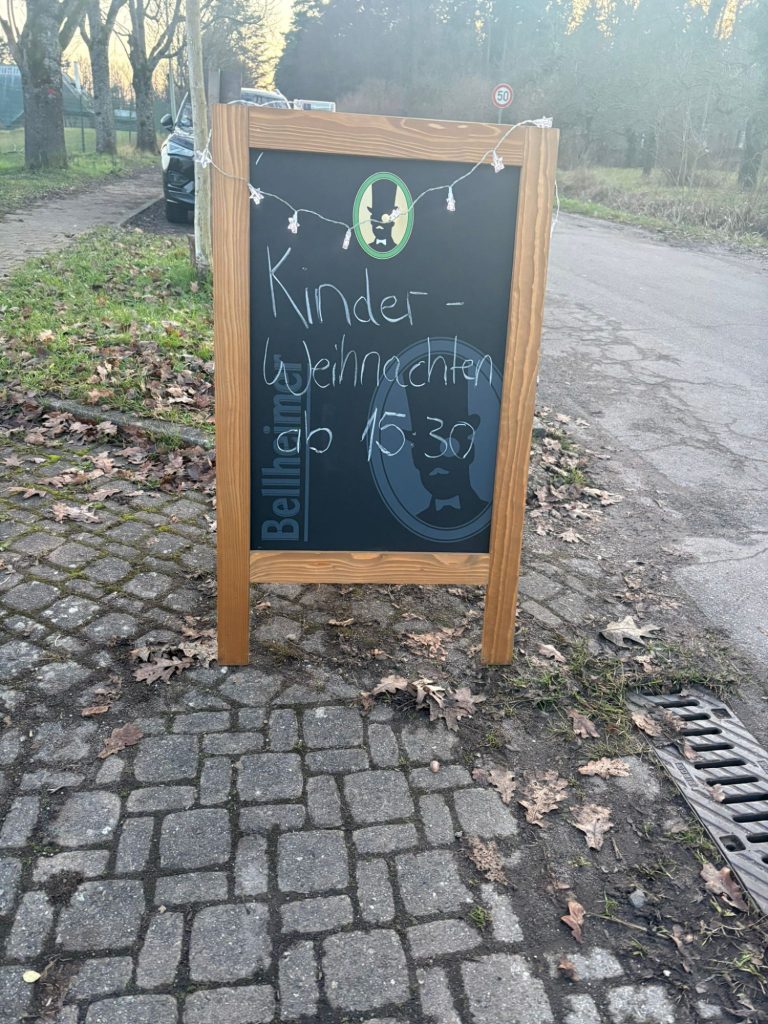 50
Kinder-
Weihnachten
ab 15:30
Bellheimer